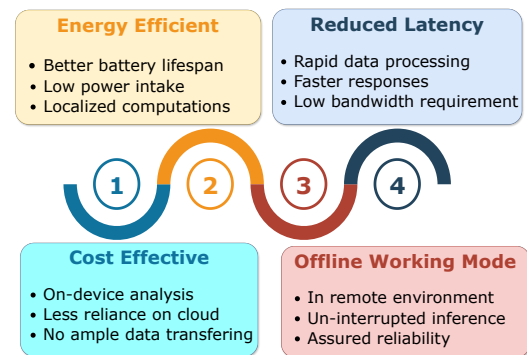 Energy Efficient
• Better battery lifespan
• Low power intake
• Localized computations
Reduced Latency
• Rapid data processing
• Faster responses
• Low bandwidth requirement
1
2
3
4
Cost Effective
• On-device analysis
• Less reliance on cloud
• No ample data transfering
Offline Working Mode
• In remote environment
• Un-interrupted inference
• Assured reliability